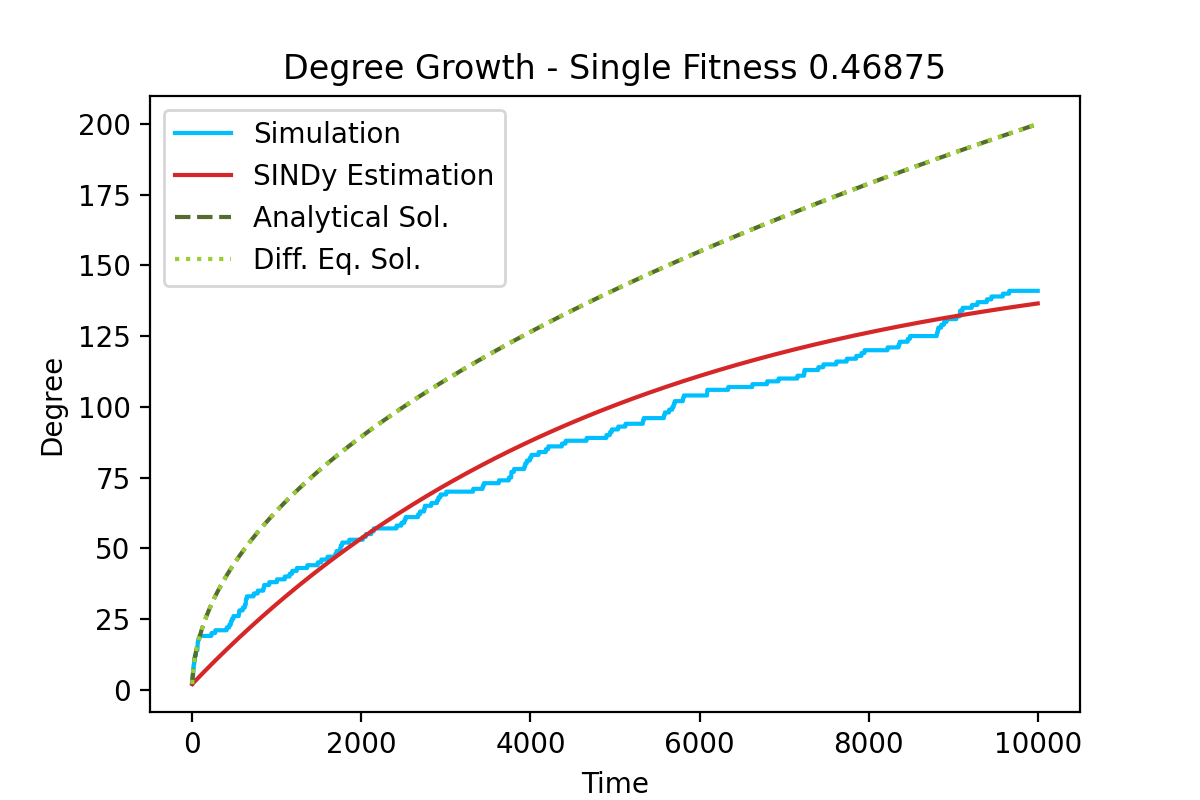 Degree Growth - Single Fitness 0.46875
Simulation
SINDy Estimation
Analytical Sol.
Diff. Eq. Sol.
200
175
150
125
100
75
50
25
0
Degree
0 2000 4000 6000 8000 10000
Time